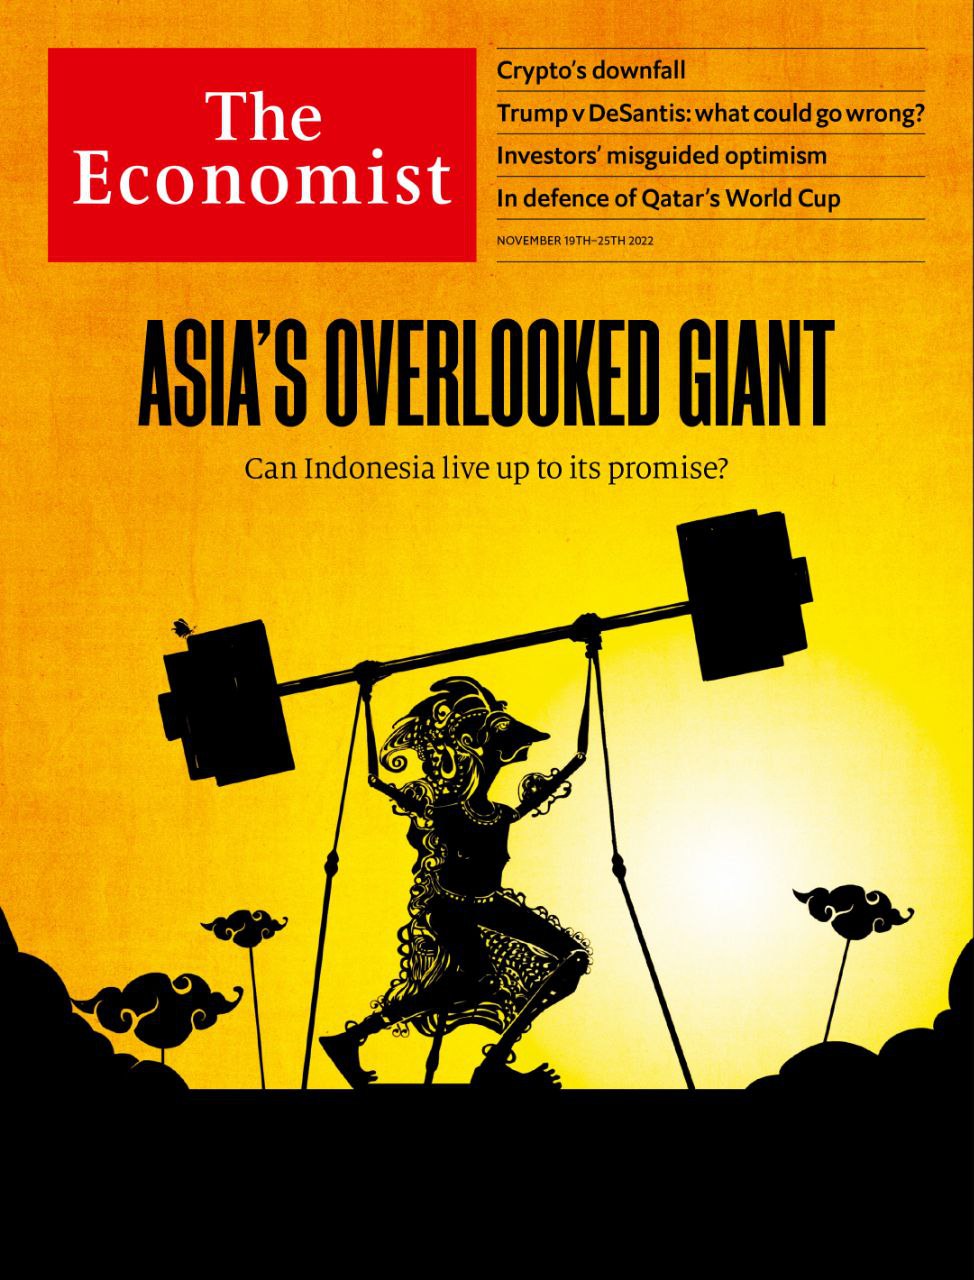 The
Economist
Crypto's downfall
Trump v DeSantis: what could go wrong?
Investors' misguided optimism
In defence of Qatar's World Cup
NOVEMBER 19TH–25TH 2022
ASIA'S OVERLOOKED GIANT
Can Indonesia live up to its promise?